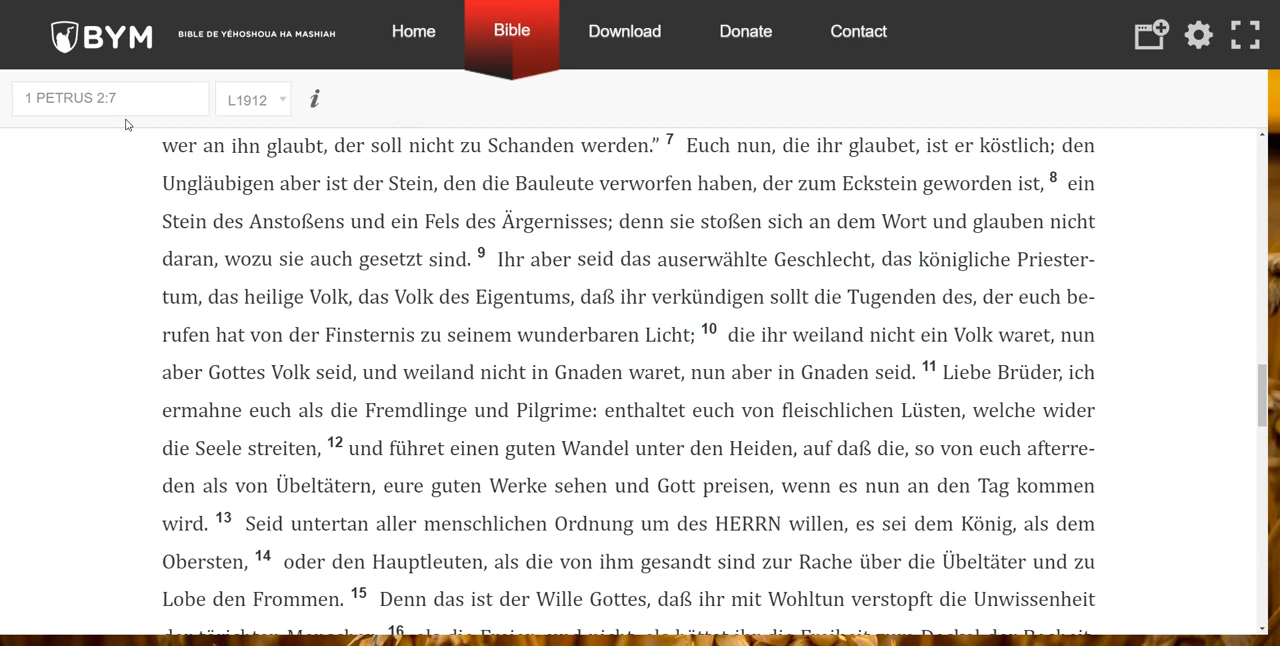 BYM
BIBLE DE YÉHOSHOUA HA MASHIAH
Home
Bible
Download
Donate
Contact
1 PETRUS 2:7
L1912
i
wer an ihn glaubt, der soll nicht zu Schanden werden.” 7 Euch nun, die ihr glaubet, ist er köstlich; den
Ungläubigen aber ist der Stein, den die Bauleute verworfen haben, der zum Eckstein geworden ist, 8 ein
Stein des Anstoßens und ein Fels des Ärgernisses; denn sie stoßen sich an dem Wort und glauben nicht
daran, wozu sie auch gesetzt sind. 9 Ihr aber seid das auserwählte Geschlecht, das königliche Priester-
tum, das heilige Volk, das Volk des Eigentums, daß ihr verkündigen sollt die Tugenden des, der euch be-
rufen hat von der Finsternis zu seinem wunderbaren Licht; 10 die ihr weiland nicht ein Volk waret, nun
aber Gottes Volk seid, und weiland nicht in Gnaden waret, nun aber in Gnaden seid. 11 Liebe Brüder, ich
ermahne euch als die Fremdlinge und Pilgrime: enthaltet euch von fleischlichen Lüsten, welche wider
die Seele streiten, 12 und führet einen guten Wandel unter den Heiden, auf daß die, so von euch afterre-
den als von Übeltätern, eure guten Werke sehen und Gott preisen, wenn es nun an den Tag kommen
wird. 13 Seid untertan aller menschlichen Ordnung um des HERRN willen, es sei dem König, als dem
Obersten, 14 oder den Hauptleuten, als die von ihm gesandt sind zur Rache über die Übeltäter und zu
Lobe den Frommen. 15 Denn das ist der Wille Gottes, daß ihr mit Wohltun verstopft die Unwissenheit
16